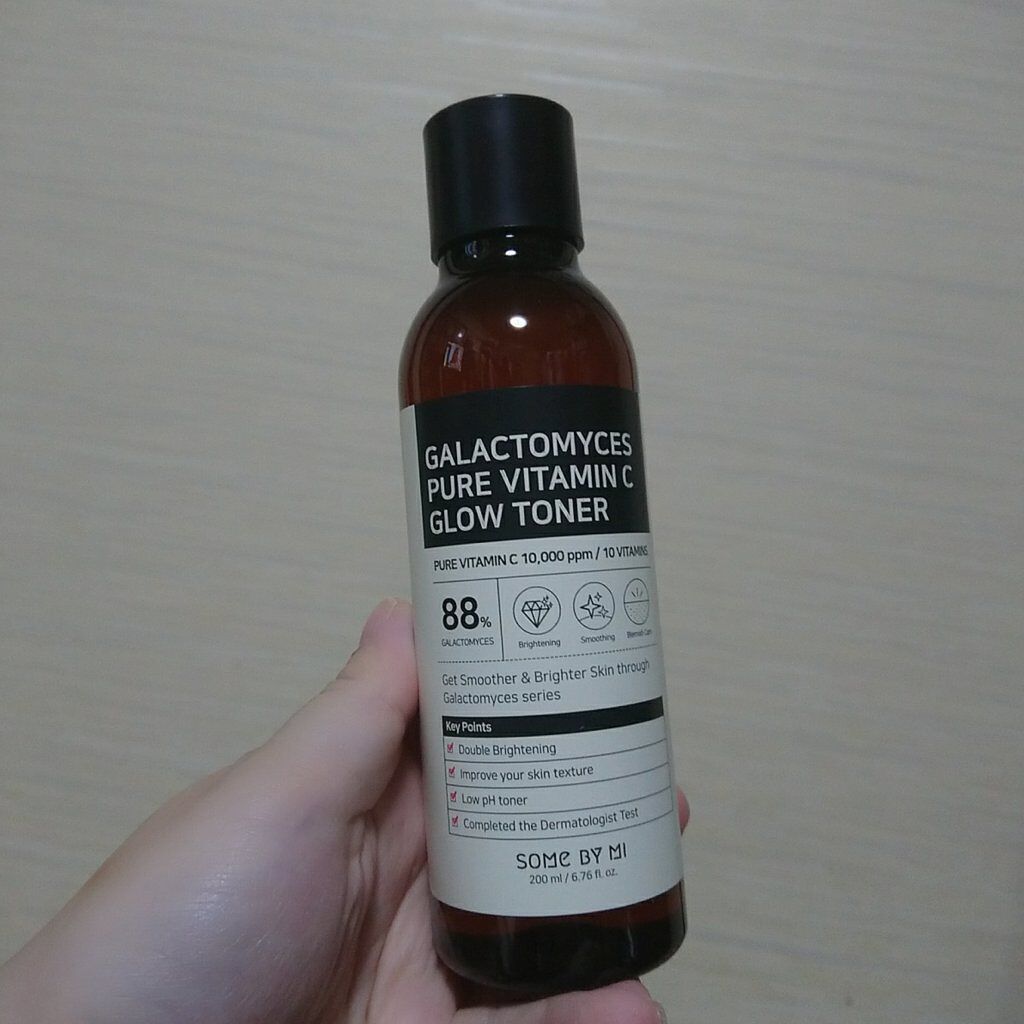 GALACTOMYCES
PURE VITAMIN C
GLOW TONER
PURE VITAMIN C 10,000 ppm / 10 VITAMINS
88%
GALACTOMYCES
Brightening
Smoothing
Blemish Care
Get Smoother & Brighter Skin through
Galactomyces series
Key Points
Double Brightening
Improve your skin texture
Low pH toner
Completed the Dermatologist Test
SOME BY MI
200 ml / 6.76 fl. oz.